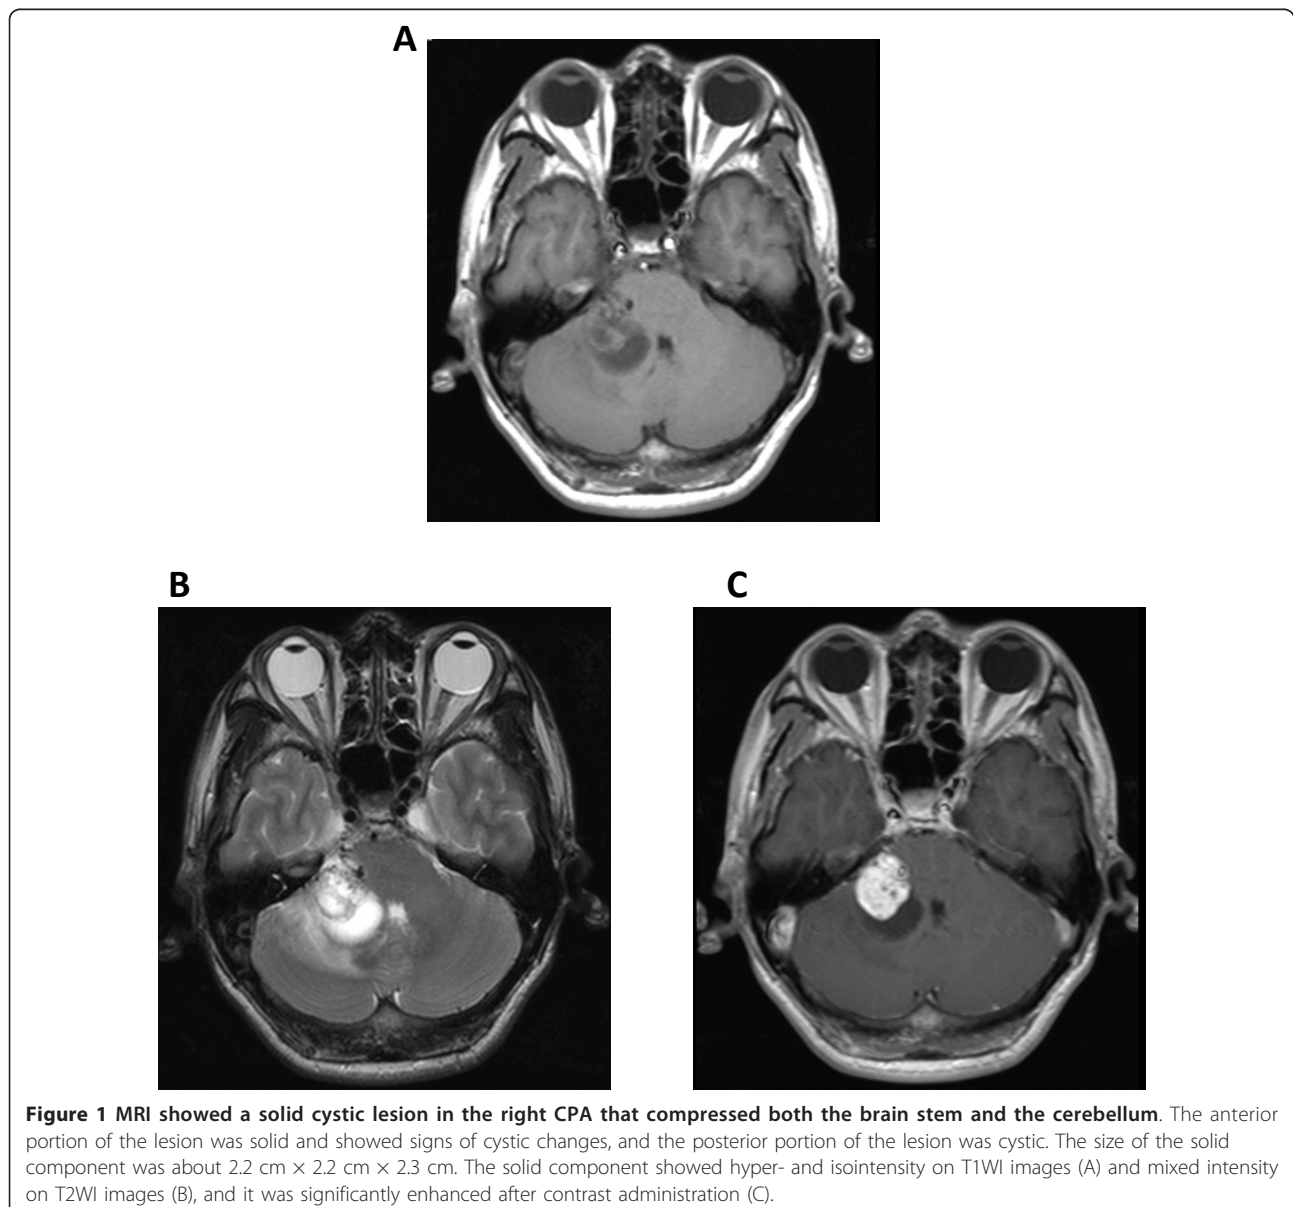 A
B
C
Figure 1 MRI showed a solid cystic lesion in the right CPA that compressed both the brain stem and the cerebellum. The anterior
portion of the lesion was solid and showed signs of cystic changes, and the posterior portion of the lesion was cystic. The size of the solid
component was about 2.2 cm × 2.2 cm × 2.3 cm. The solid component showed hyper- and isointensity on T1WI images (A) and mixed intensity
on T2WI images (B), and it was significantly enhanced after contrast administration (C).